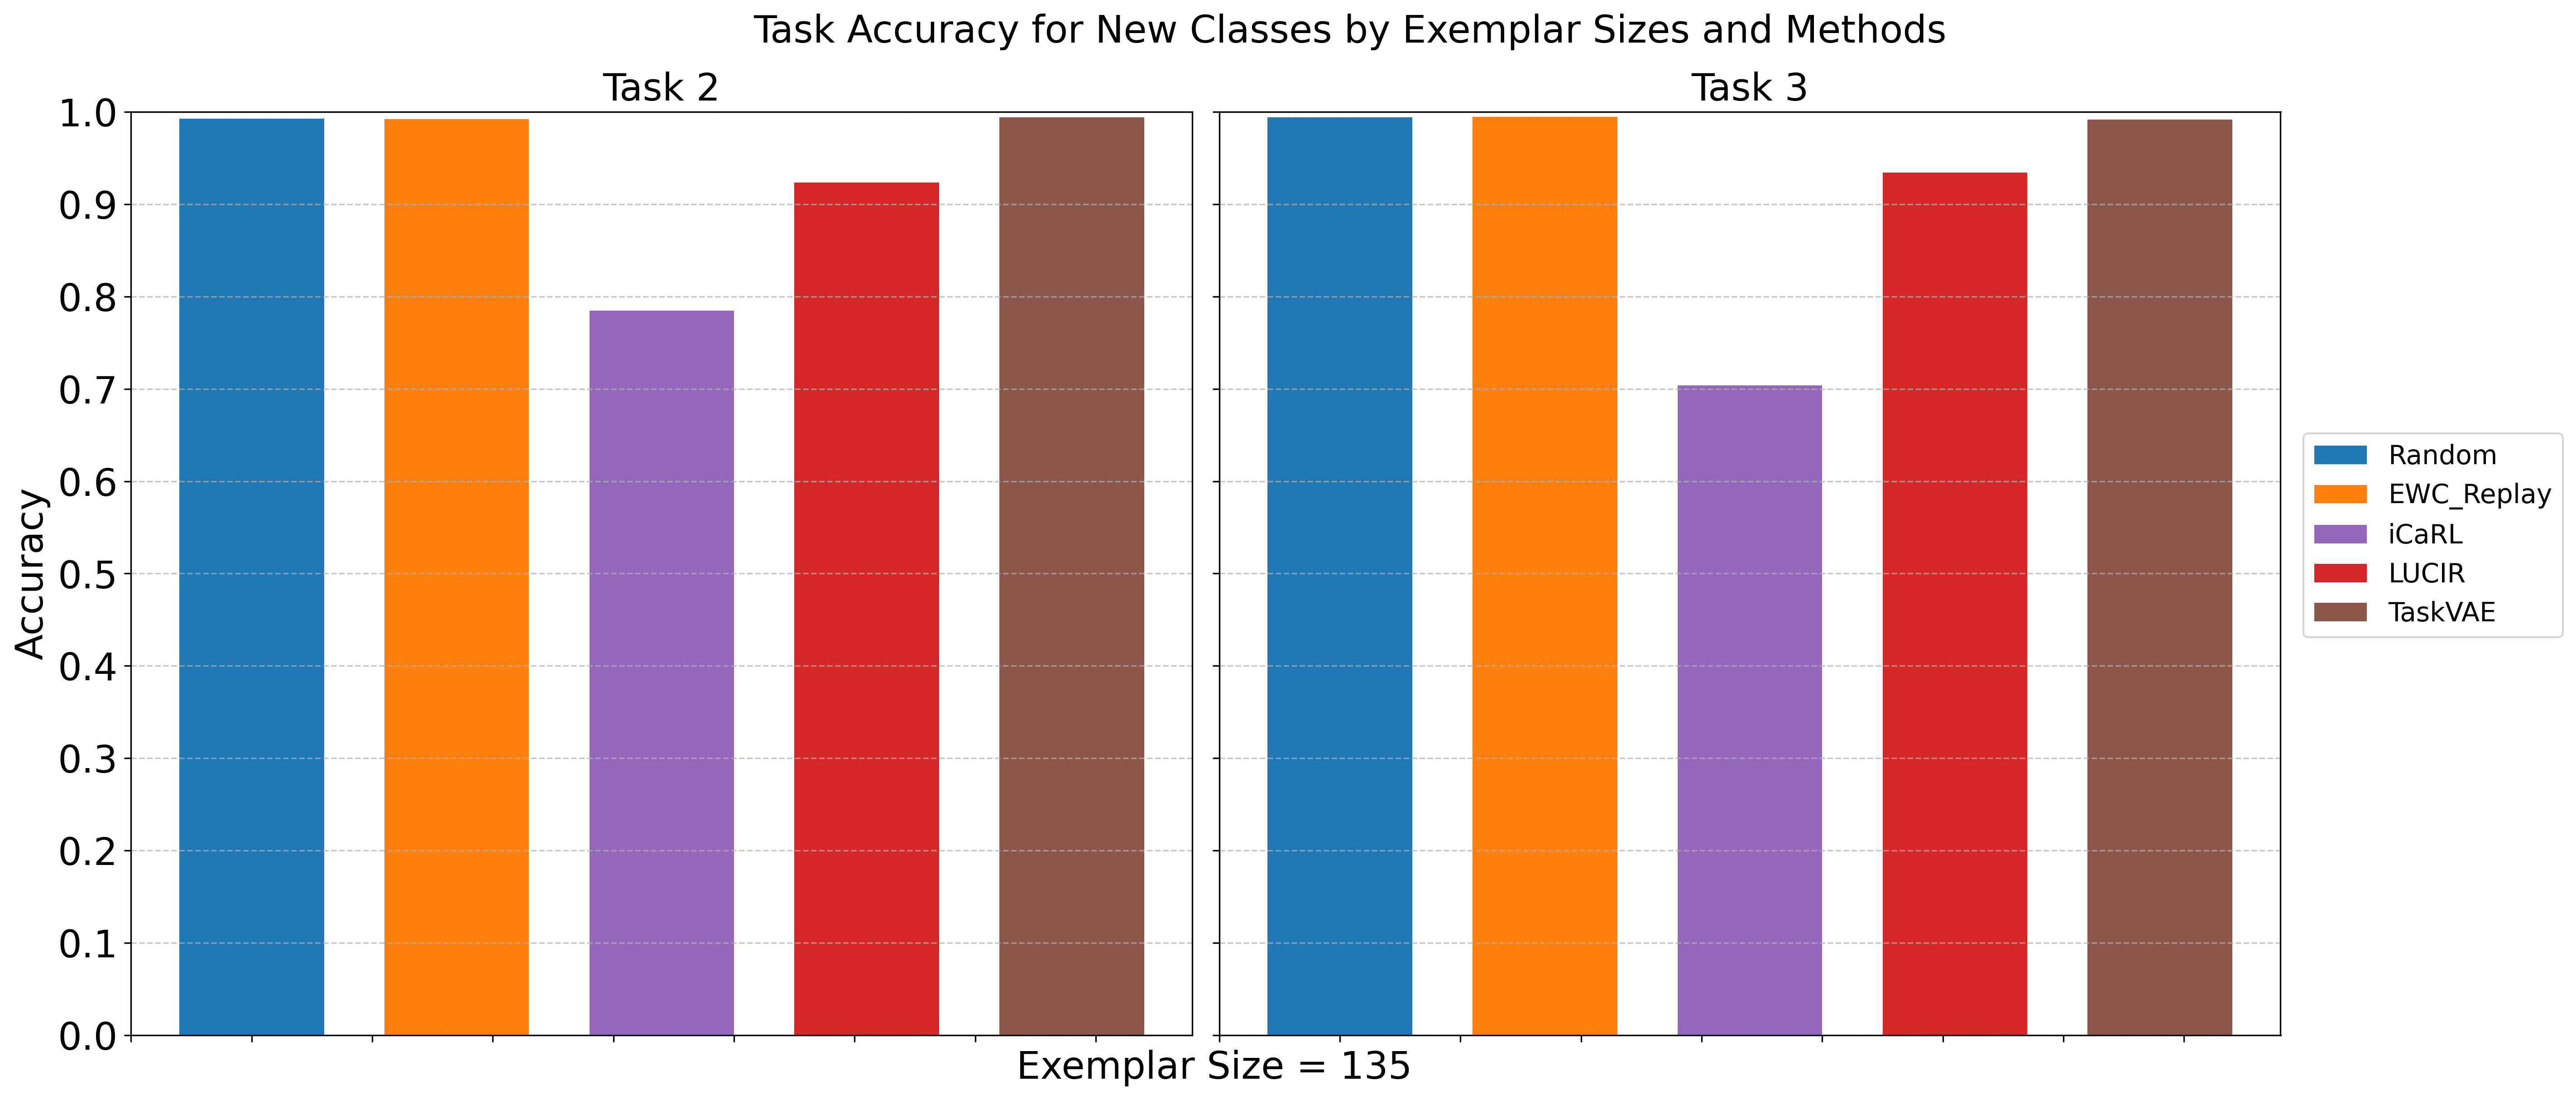 Task Accuracy for New Classes by Exemplar Sizes and Methods
Task 2
Task 3
1.0
0.9
0.8
0.7
0.6
0.5
0.4
0.3
0.2
0.1
0.0
Accuracy
Exemplar Size = 135
Random
EWC_Replay
iCaRL
LUCIR
TaskVAE